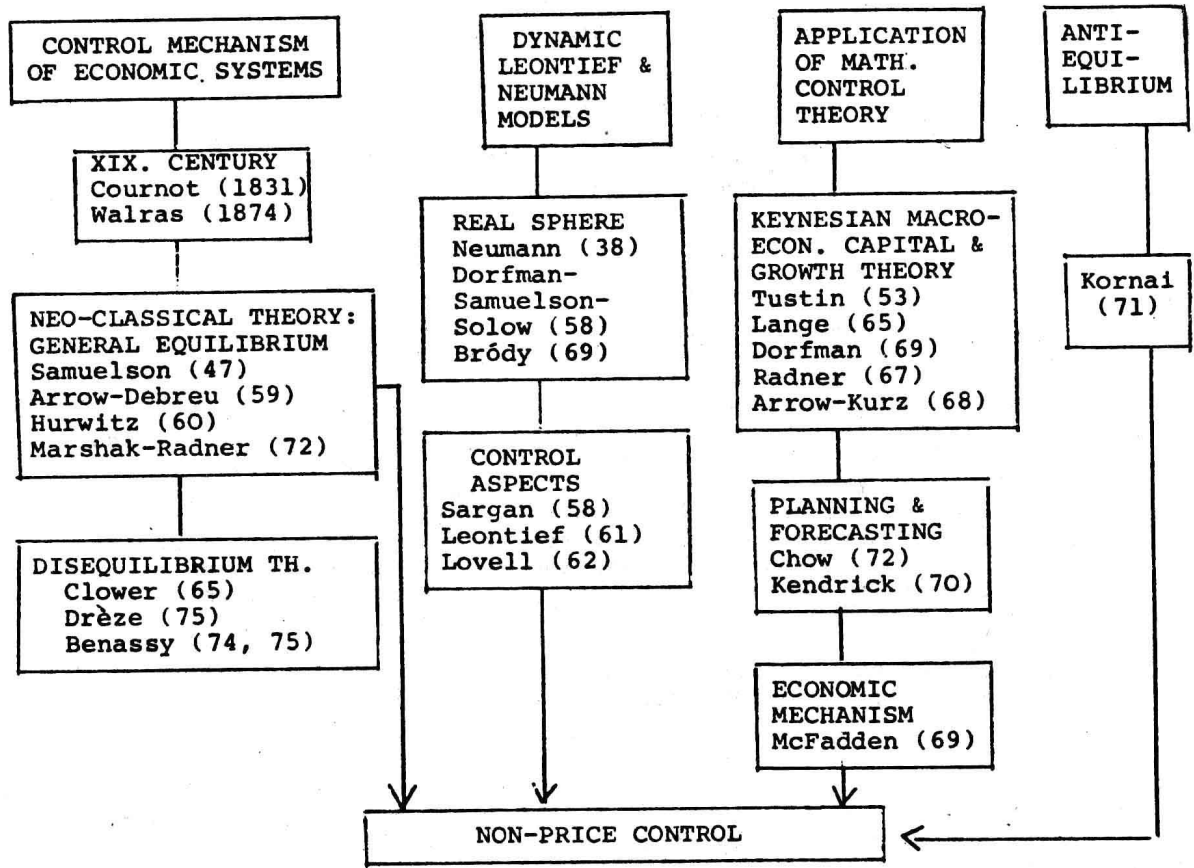 CONTROL MECHANISM
OF ECONOMIC SYSTEMS
XIX. CENTURY
Cournot (1831)
Walras (1874)
NEO-CLASSICAL THEORY:
GENERAL EQUILIBRIUM
Samuelson (47)
Arrow-Debreu (59)
Hurwitz (60)
Marshak-Radner (72)
DISEQUILIBRIUM TH.
Clower (65)
Drèze (75)
Benassy (74, 75)
DYNAMIC
LEONTIEF &
NEUMANN
MODELS
REAL SPHERE
Neumann (38)
Dorfman-
Samuelson-
Solow (58)
Bródy (69)
CONTROL
ASPECTS
Sargan (58)
Leontief (61)
Lovell (62)
APPLICATION
OF MATH.
CONTROL
THEORY
KEYNESIAN MACRO-
ECON. CAPITAL &
GROWTH THEORY
Tustin (53)
Lange (65)
Dorfman (69)
Radner (67)
Arrow-Kurz (68)
PLANNING &
FORECASTING
Chow (72)
Kendrick (70)
ECONOMIC
MECHANISM
McFadden (69)
ANTI-
EQUI-
LIBRIUM
Kornai
(71)
NON-PRICE CONTROL